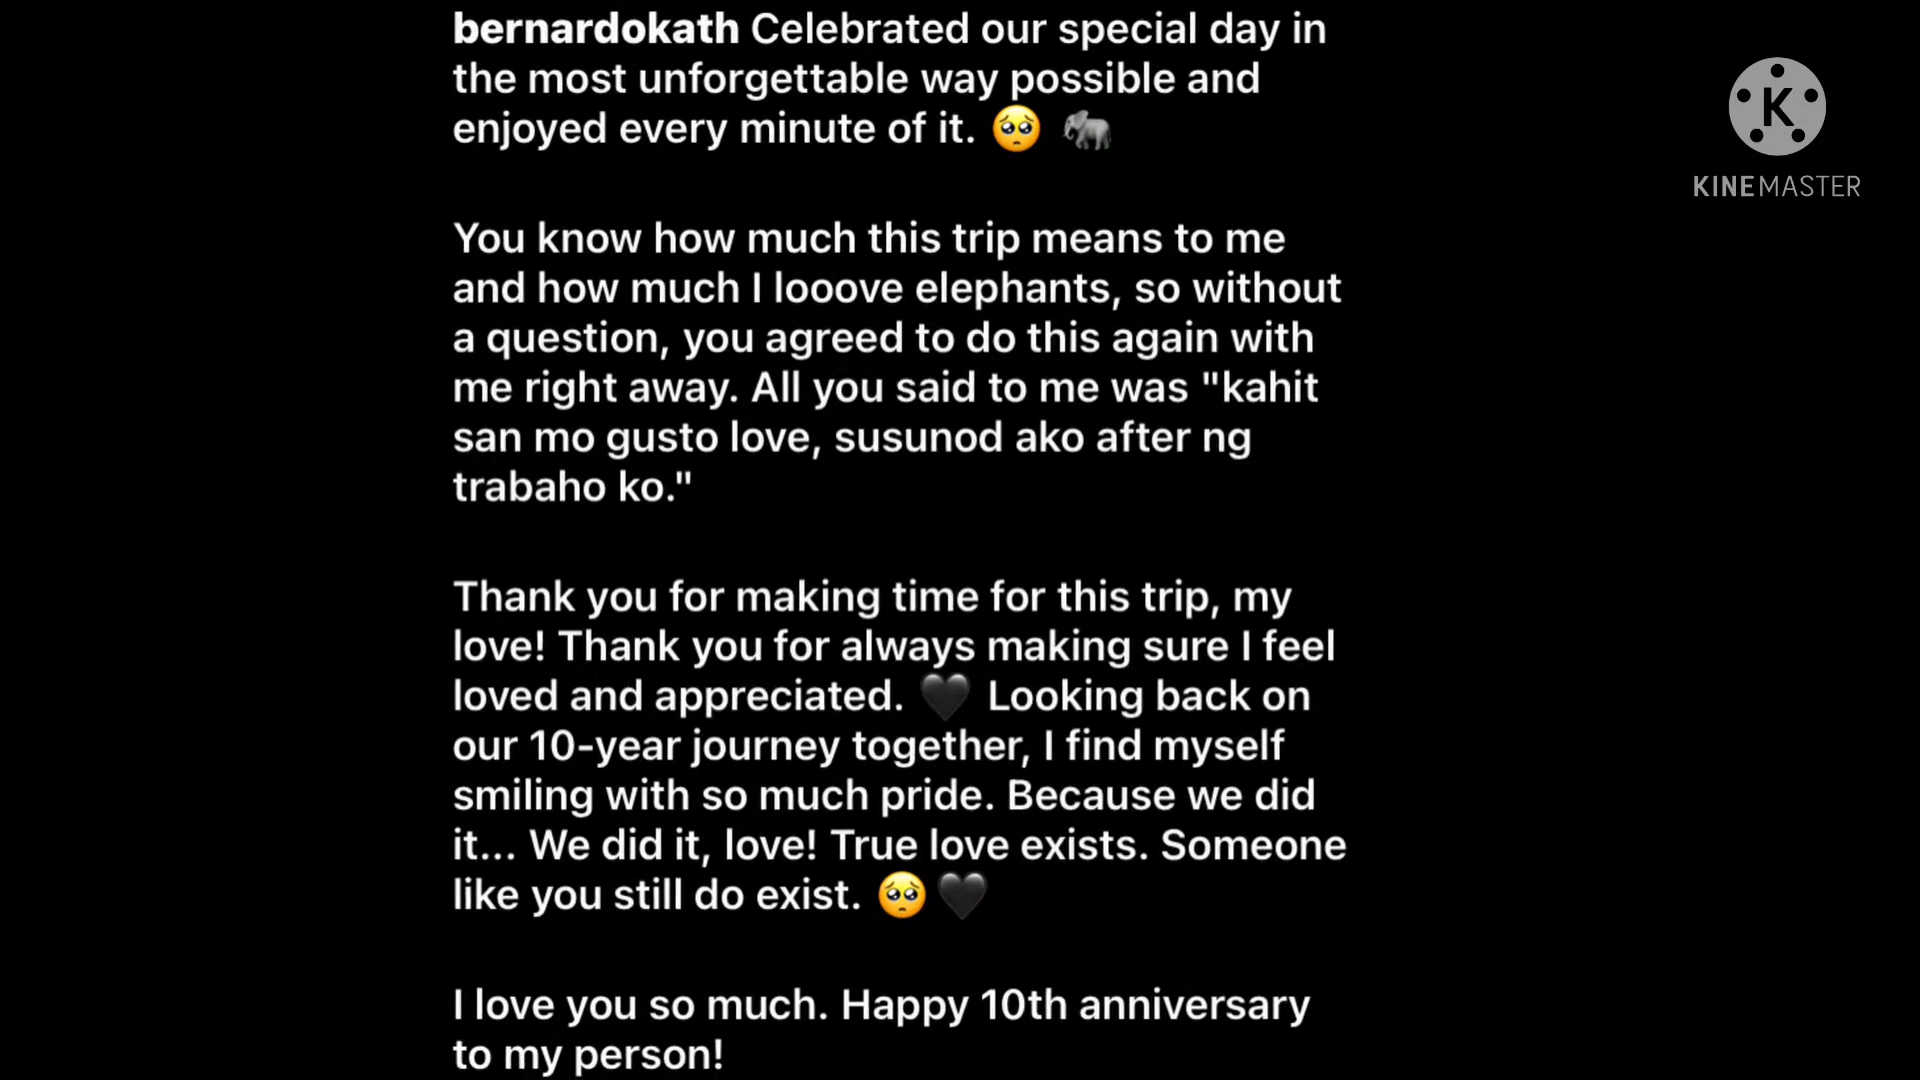 bernardokath Celebrated our special day in
the most unforgettable way possible and
enjoyed every minute of it. 🥺 🐘
You know how much this trip means to me
and how much I looove elephants, so without
a question, you agreed to do this again with
me right away. All you said to me was "kahit
san mo gusto love, susunod ako after ng
trabaho ko."
Thank you for making time for this trip, my
love! Thank you for always making sure I feel
loved and appreciated. 🖤 Looking back on
our 10-year journey together, I find myself
smiling with so much pride. Because we did
it... We did it, love! True love exists. Someone
like you still do exist. 🥺🖤
I love you so much. Happy 10th anniversary
to my person!
K
KINEMASTER